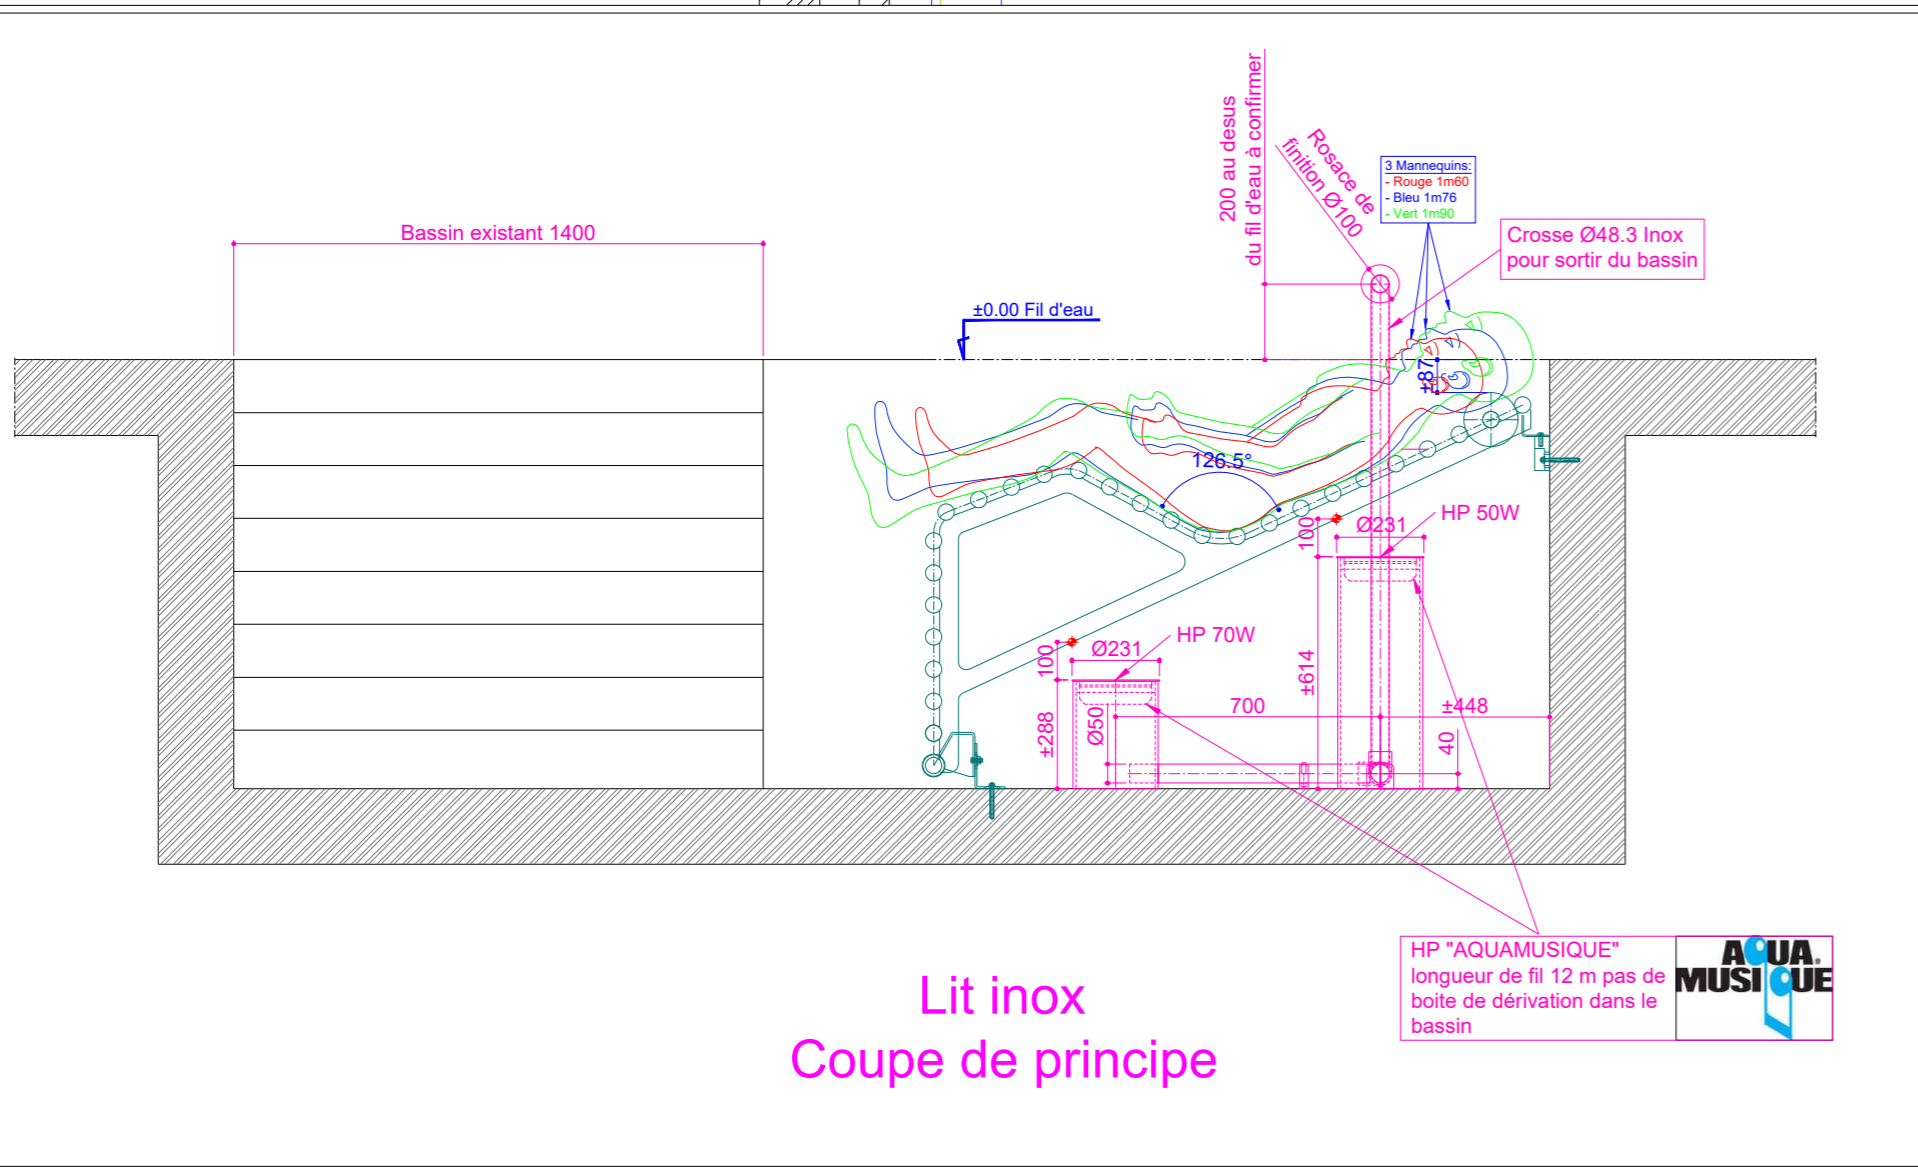 200 au desus
du fil d'eau à confirmer
Rosace de
finition Ø100
3 Mannequins:
- Rouge 1m60
- Bleu 1m76
- Vert 1m90
Bassin existant 1400
Crosse Ø48.3 Inox
pour sortir du bassin
±0.00 Fil d'eau
±87
126.5°
100
Ø231
HP 50W
100
Ø231
HP 70W
±614
±288
Ø50
700
±448
40
HP "AQUAMUSIQUE"
longueur de fil 12 m pas de
boite de dérivation dans le
bassin
AQUA®
MUSIQUE
Lit inox
Coupe de principe